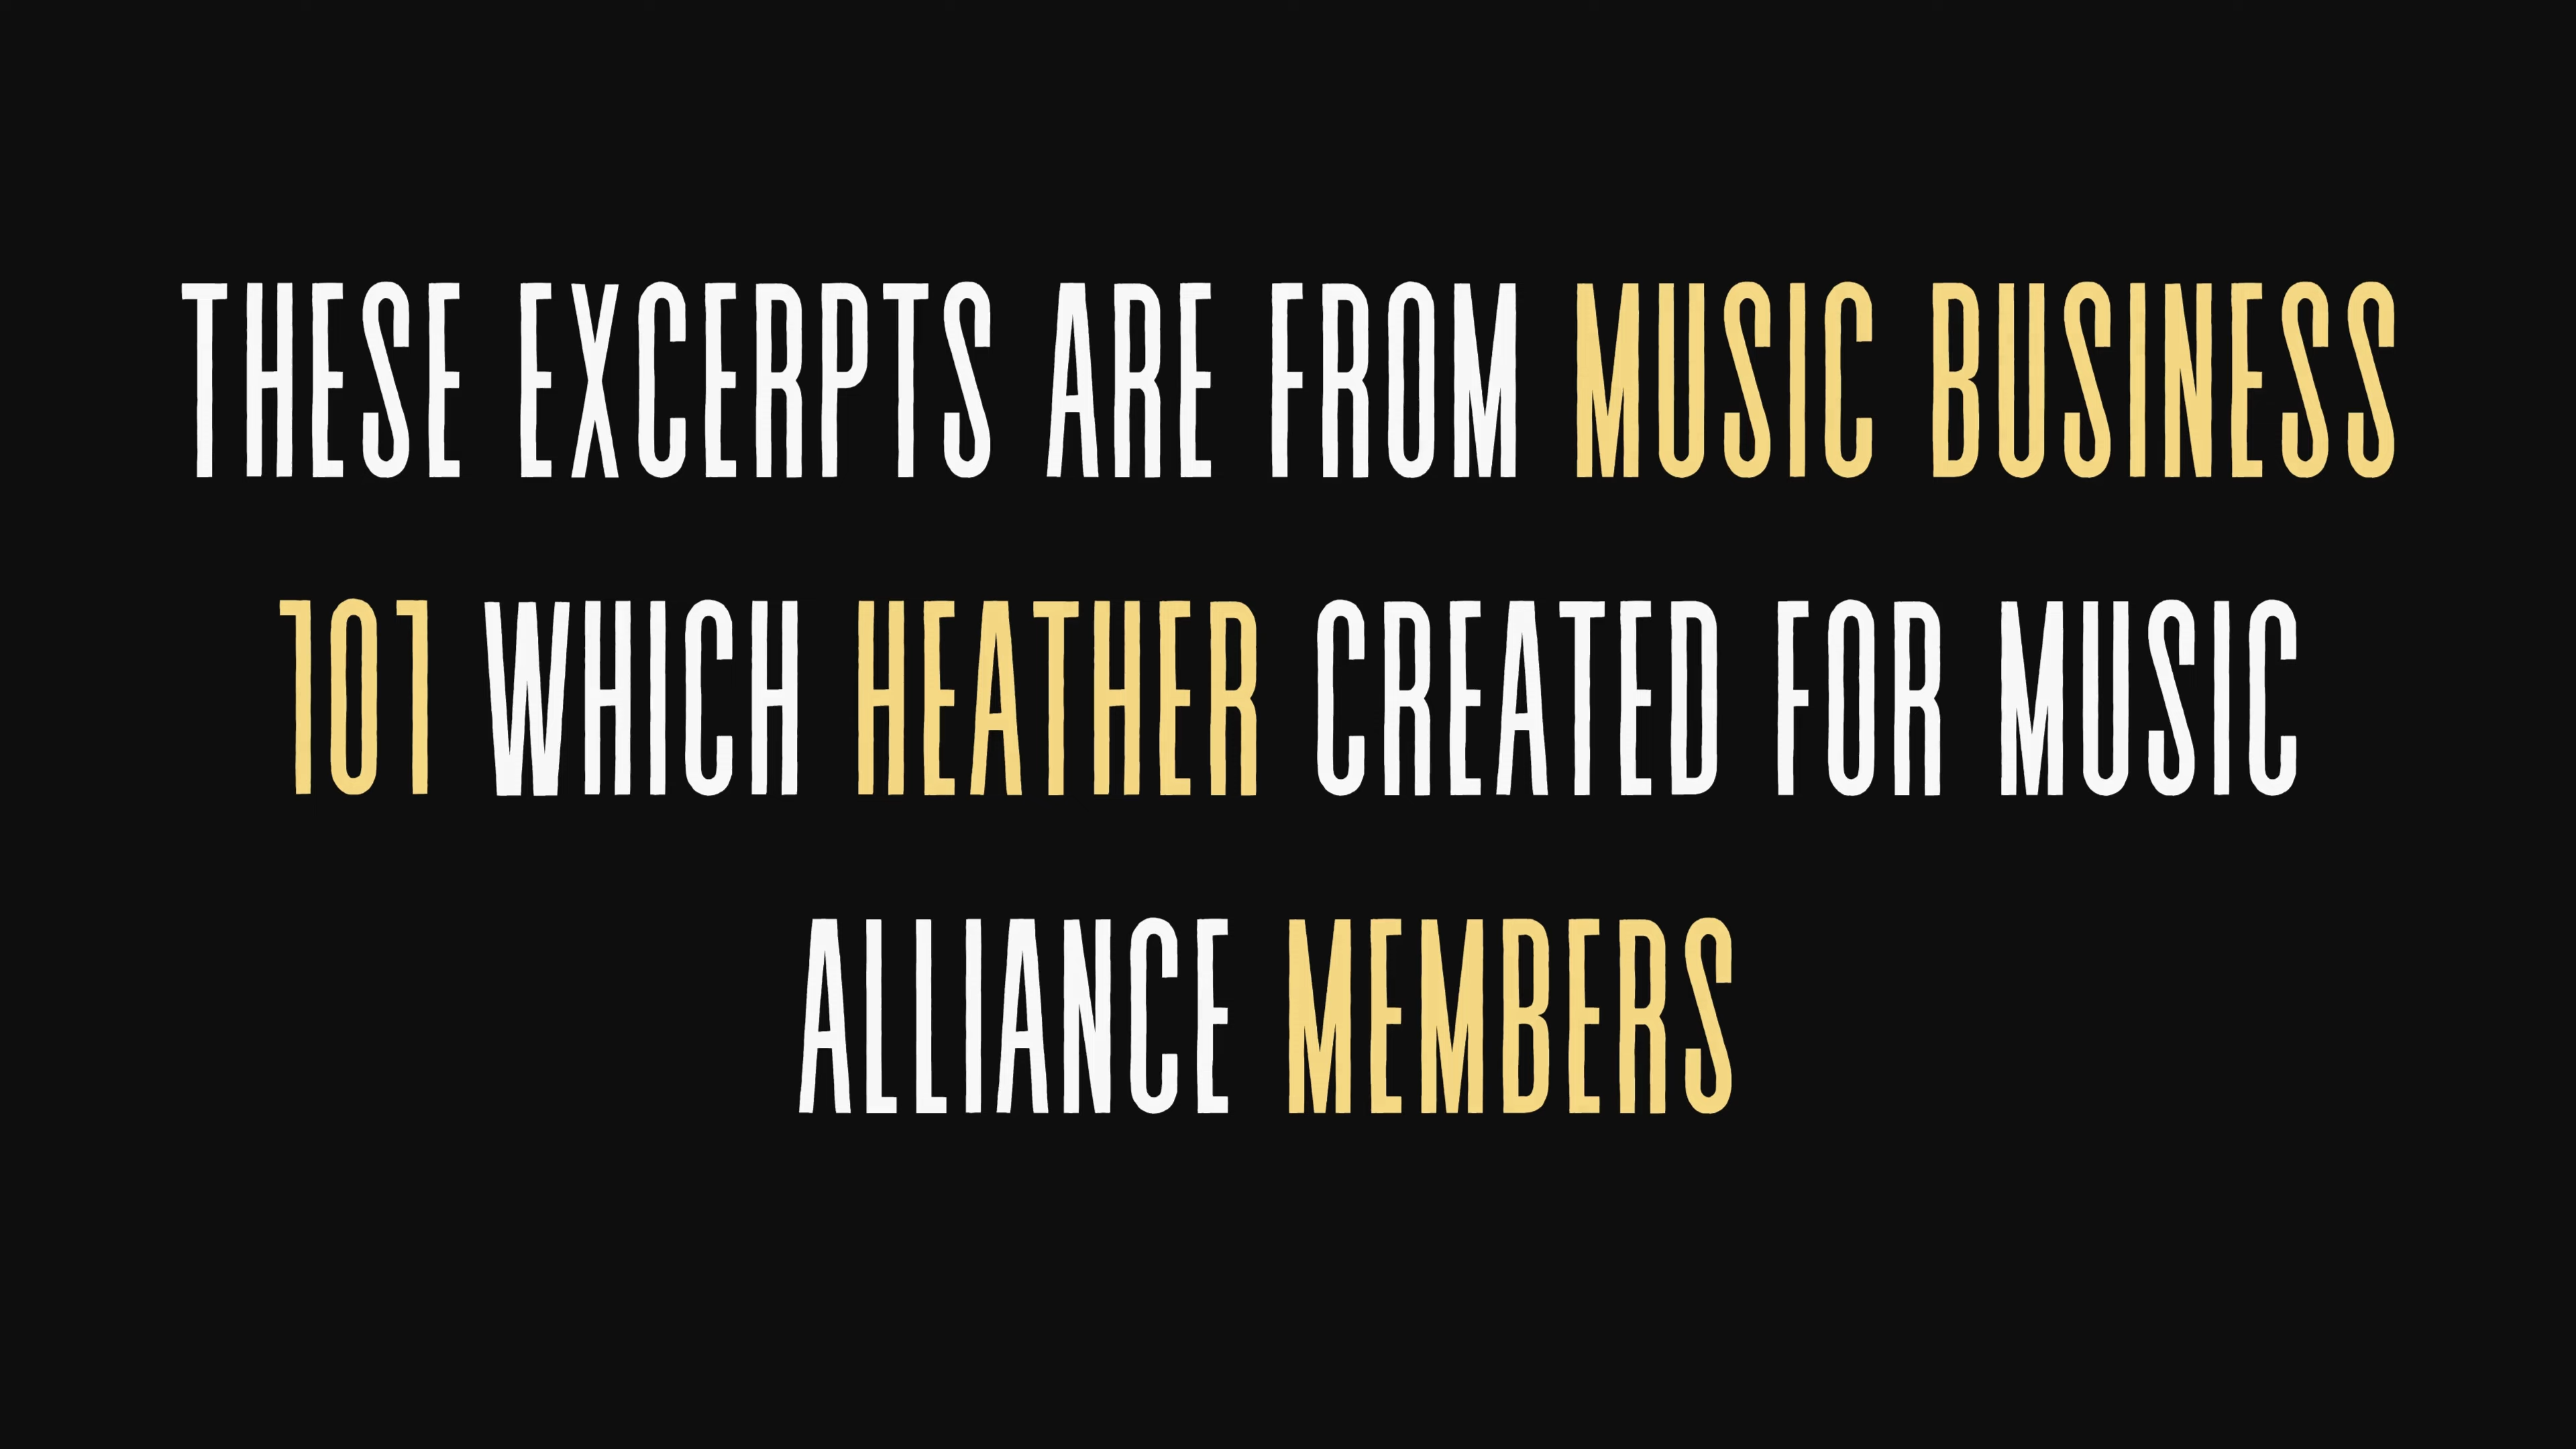 THESE EXCERPTS ARE FROM MUSIC BUSINESS
101 WHICH HEATHER CREATED FOR MUSIC
ALLIANCE MEMBERS